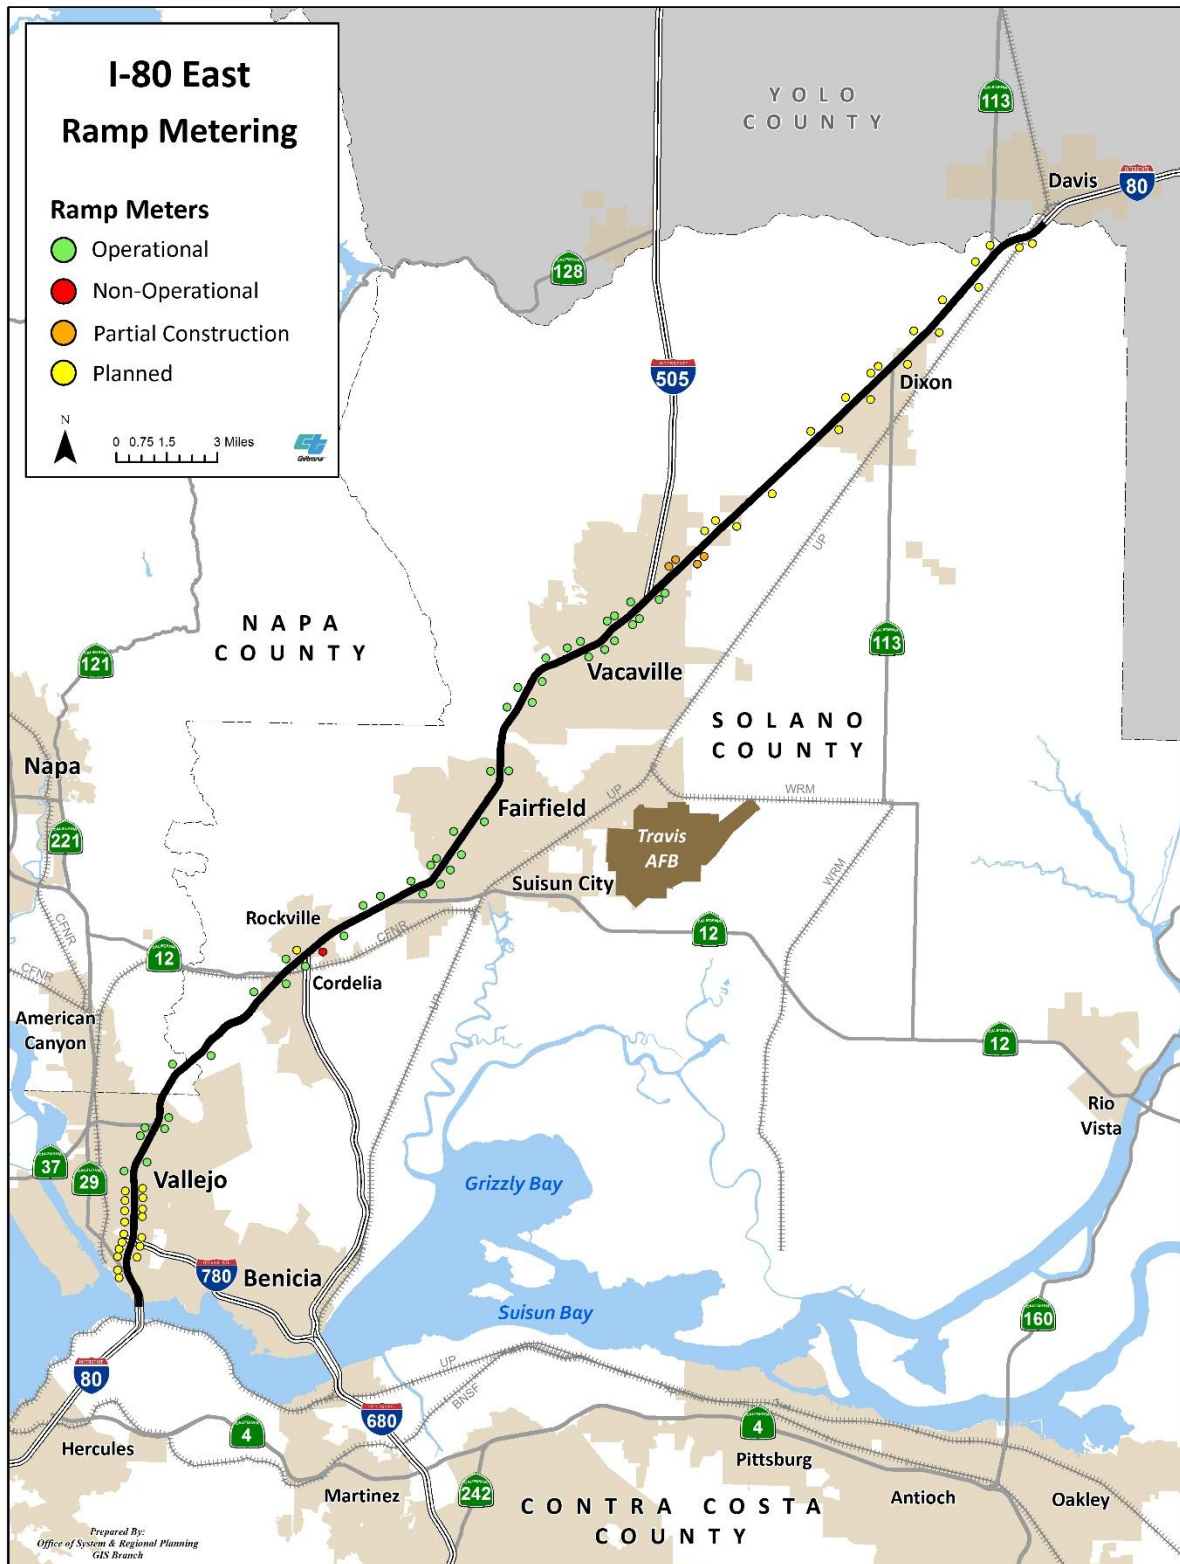 I-80 East
Ramp Metering
Ramp Meters
Operational
Non-Operational
Partial Construction
Planned
N
0 0.75 1.5 3 Miles
Caltrans
YOLO
COUNTY
113
Davis
80
128
505
Dixon
UP
NAPA
COUNTY
121
113
Vacaville
SOLANO
COUNTY
Napa
UP
WRM
Fairfield
221
Travis
AFB
Suisun City
WRM
Rockville
CFNR
CFNR
12
12
CFNR
Cordelia
UP
American
Canyon
12
Rio
Vista
37
29
Vallejo
Grizzly Bay
780
Benicia
Suisun Bay
160
80
UP
BNSF
680
4
4
Hercules
Pittsburg
Martinez
242
Antioch
Oakley
CONTRA COSTA
COUNTY
Prepared By:
Office of System & Regional Planning
GIS Branch